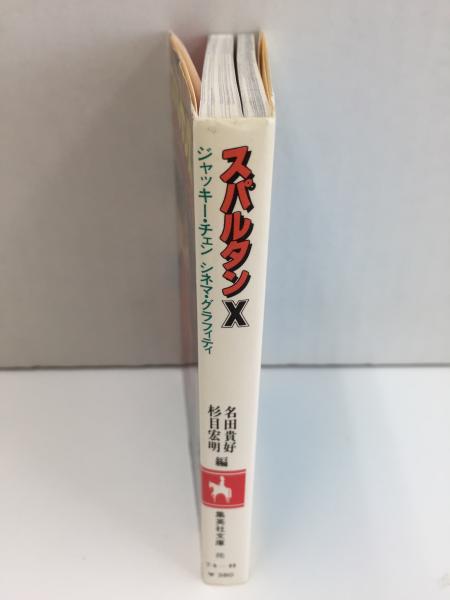 スパルタンX
ジャッキー・チェン シネマ・グラフィティ
名田貴好
杉目宏明
編
集英社文庫
¥380